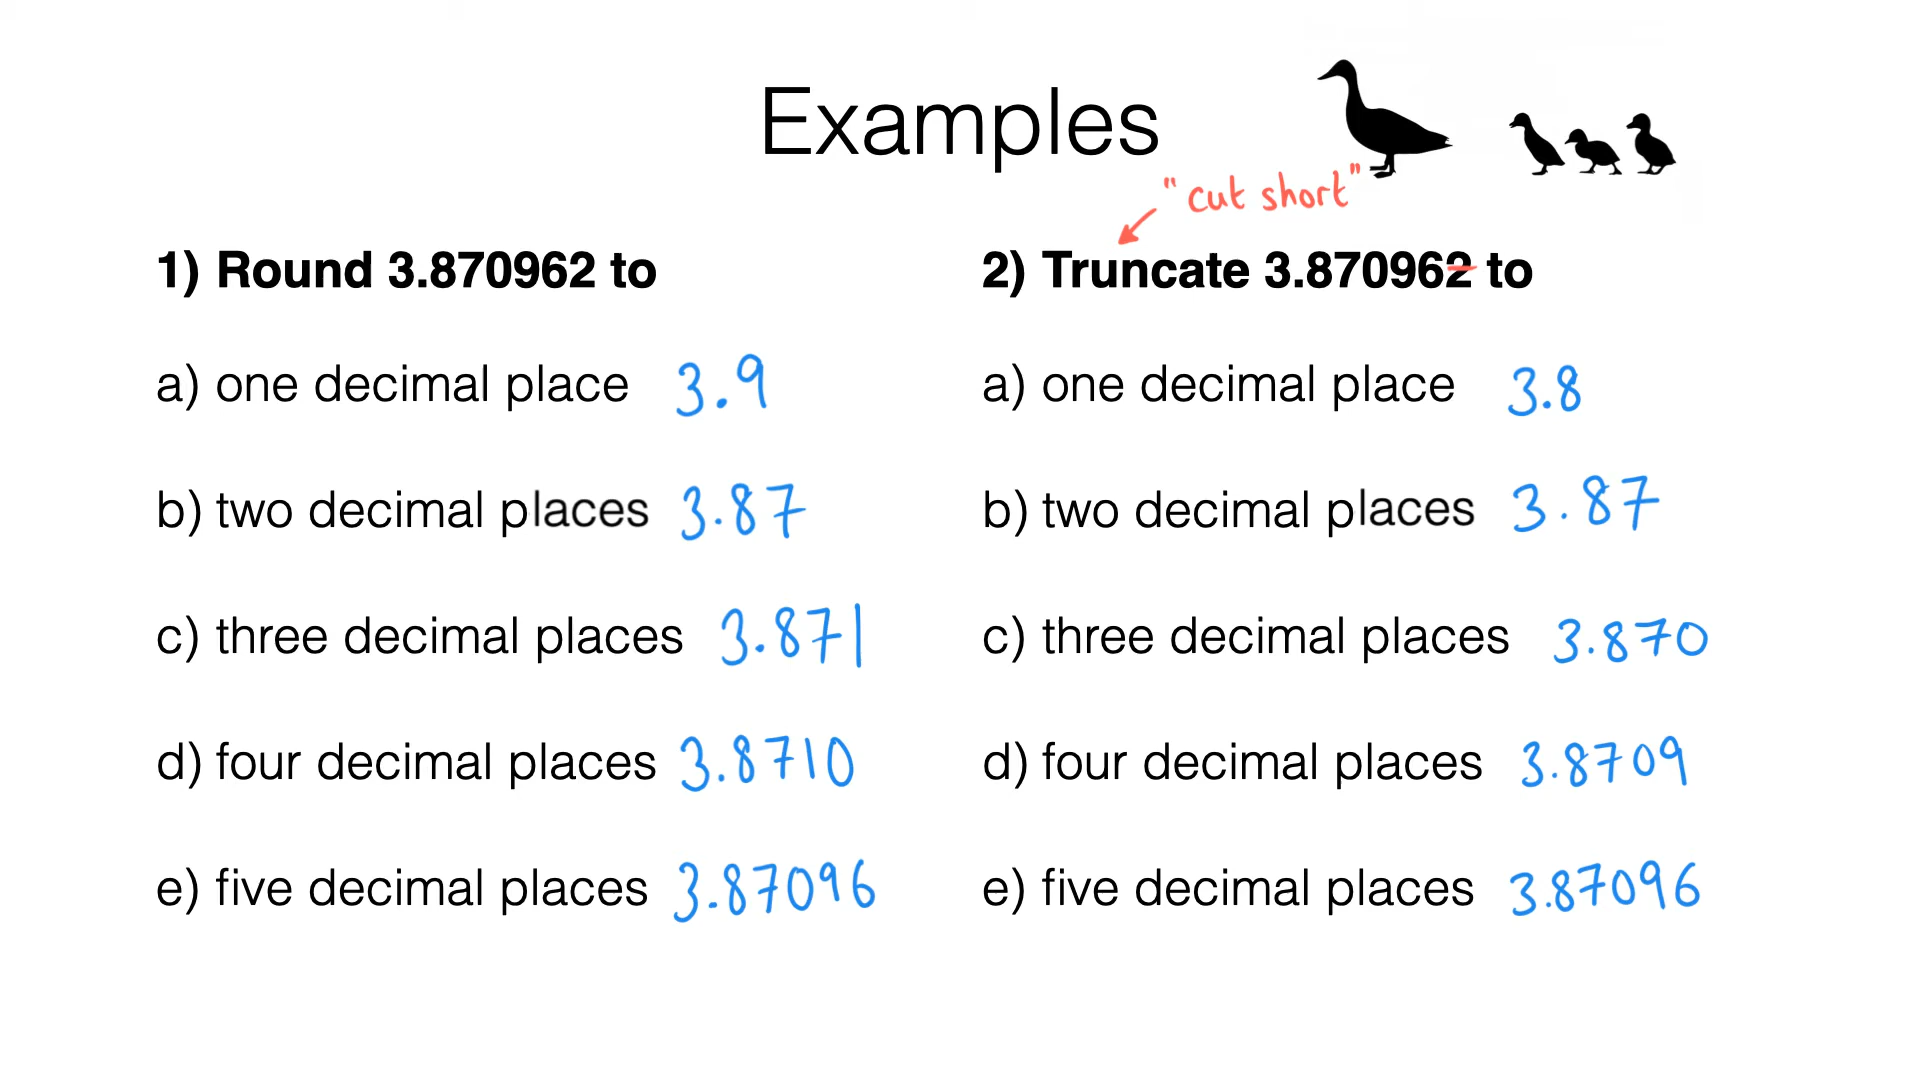 Examples
"cut short"
1) Round 3.870962 to
a) one decimal place 3.9
b) two decimal places 3.87
c) three decimal places 3.871
d) four decimal places 3.8710
e) five decimal places 3.87096
2) Truncate 3.870962 to
a) one decimal place 3.8
b) two decimal places 3.87
c) three decimal places 3.870
d) four decimal places 3.8709
e) five decimal places 3.87096